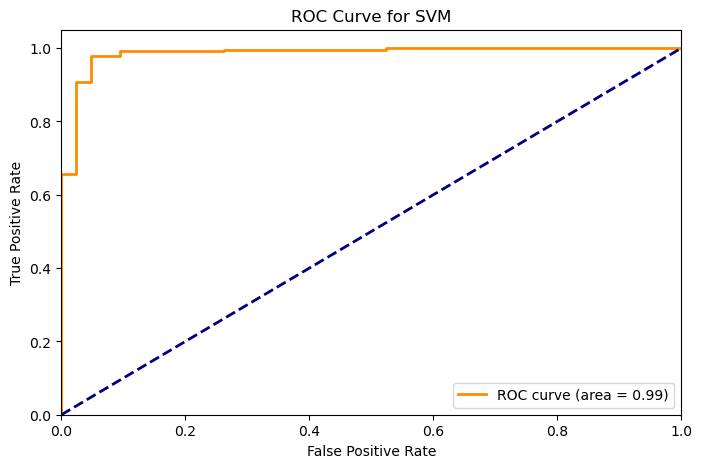 ROC Curve for SVM
True Positive Rate
1.0
0.8
0.6
0.4
0.2
0.0
ROC curve (area = 0.99)
0.0 0.2 0.4 0.6 0.8 1.0
False Positive Rate